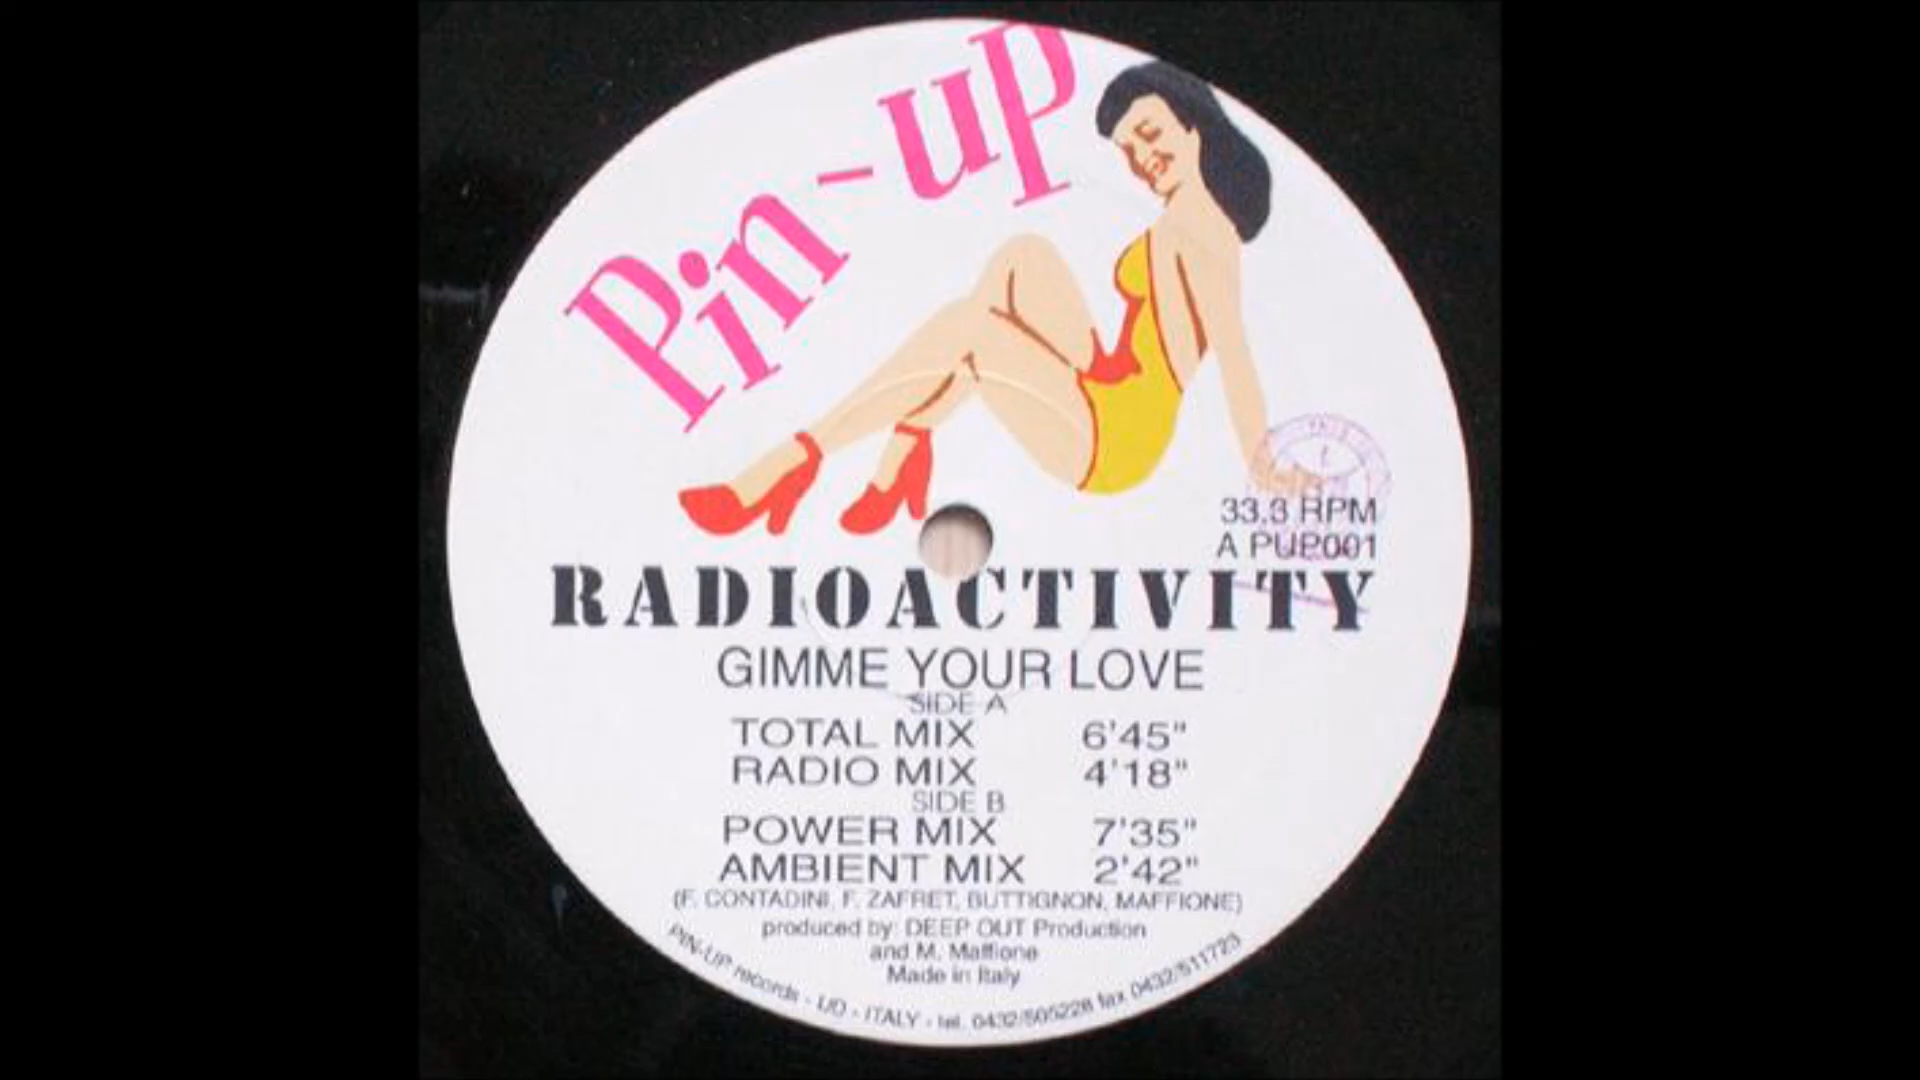 Pin-up
33.3 RPM
A PUP001
RADIOACTIVITY
GIMME YOUR LOVE
SIDE A
TOTAL MIX 6'45"
RADIO MIX 4'18"
SIDE B
POWER MIX 7'35"
AMBIENT MIX 2'42"
(F. CONTADINI, F. ZAFRET, BUTTIGNON, MAFFIONE)
produced by: DEEP OUT Production
and M. Maffione
Made in Italy
PIN-UP records - UD - ITALY - tel. 0432/505228 fax 0432/511723